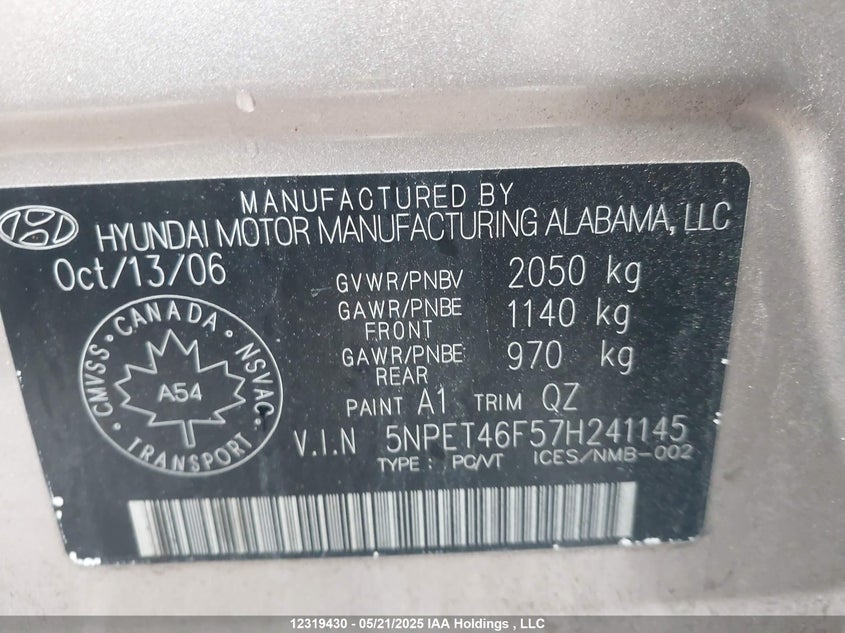 MANUFACTURED BY
HYUNDAI MOTOR MANUFACTURING ALABAMA, LLC
Oct/13/06
GVWR/PNBV 2050 kg
GAWR/PNBE FRONT 1140 kg
GAWR/PNBE REAR 970 kg
PAINT A1 TRIM QZ
CANADA
CMVSS NSVAC
A54
TRANSPORT
V.I.N 5NPET46F57H241145
TYPE : PC/VT ICES/NMB-002
12319430 - 05/21/2025 IAA Holdings , LLC